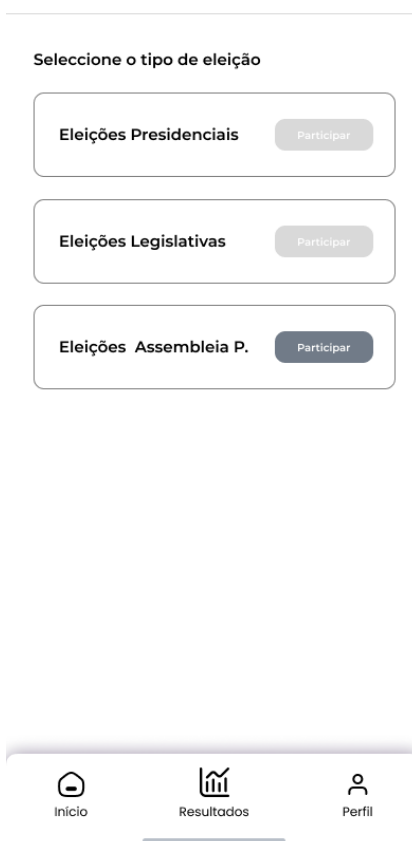 Seleccione o tipo de eleição
Eleições Presidenciais Participar
Eleições Legislativas Participar
Eleições Assembleia P. Participar
Início Resultados Perfil